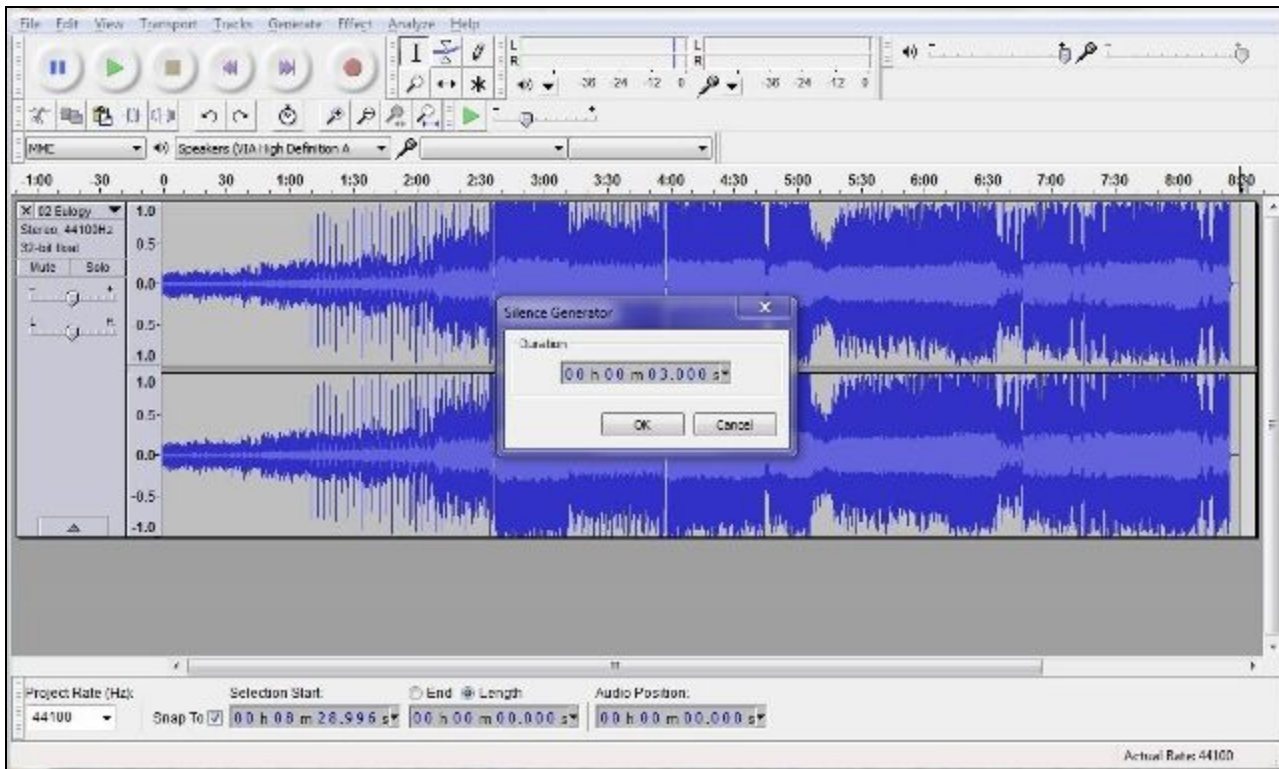 File Edit View Transport Tracks Generate Effect Analyze Help
L
R
-36 -24 -12 0
L
R
-36 -24 -12 0
MME
Speakers (VIA High Definition A
-1:00 -30 0 30 1:00 1:30 2:00 2:30 3:00 3:30 4:00 4:30 5:00 5:30 6:00 6:30 7:00 7:30 8:00 8:30
X 02 Eulogy
Stereo, 44100Hz
32-bit float
Mute Solo
- +
L R
1.0
0.5-
0.0-
-0.5-
-1.0
1.0
0.5-
0.0-
-0.5-
-1.0
Silence Generator
Duration
00 h 00 m 03.000 s
OK Cancel
Project Rate (Hz): Selection Start: End Length Audio Position:
44100 Snap To 00 h 08 m 28.996 s 00 h 00 m 00.000 s 00 h 00 m 00.000 s
Actual Rate: 44100